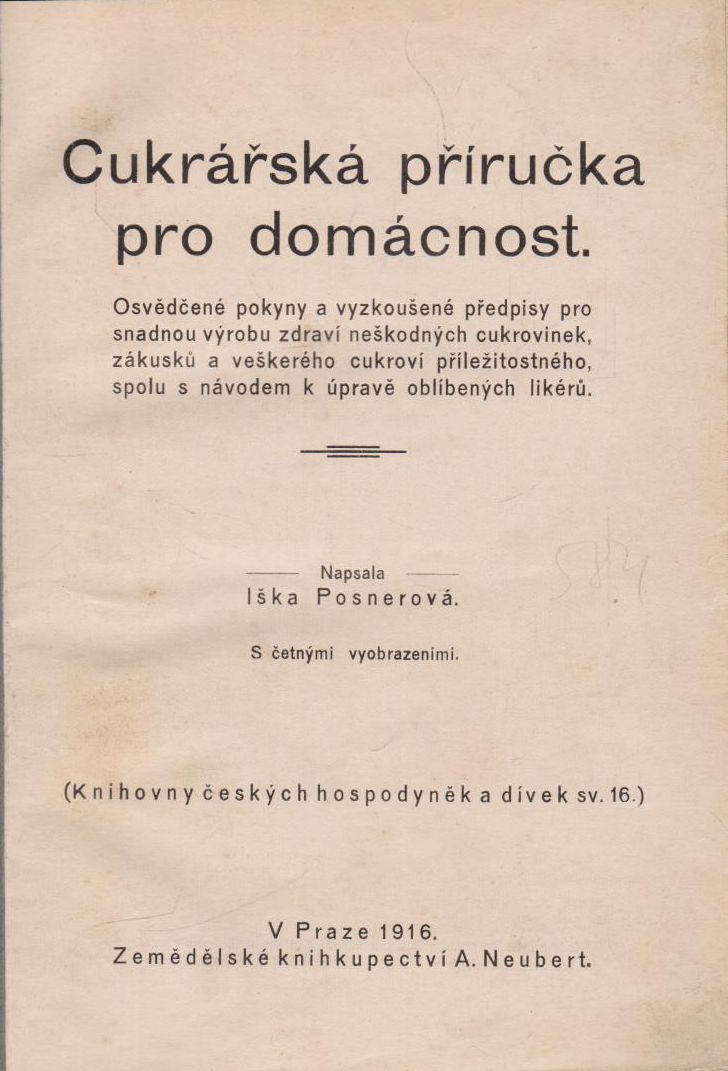 Cukrářská příručka
pro domácnost.
Osvědčené pokyny a vyzkoušené předpisy pro
snadnou výrobu zdraví neškodných cukrovinek,
zákusků a veškerého cukroví příležitostného,
spolu s návodem k úpravě oblíbených likérů.
Napsala
Iška Posnerová.
S četnými vyobrazeními.
(Knihovny českých hospodyněk a dívek sv. 16.)
V Praze 1916.
Zemědělské knihkupectví A. Neubert.